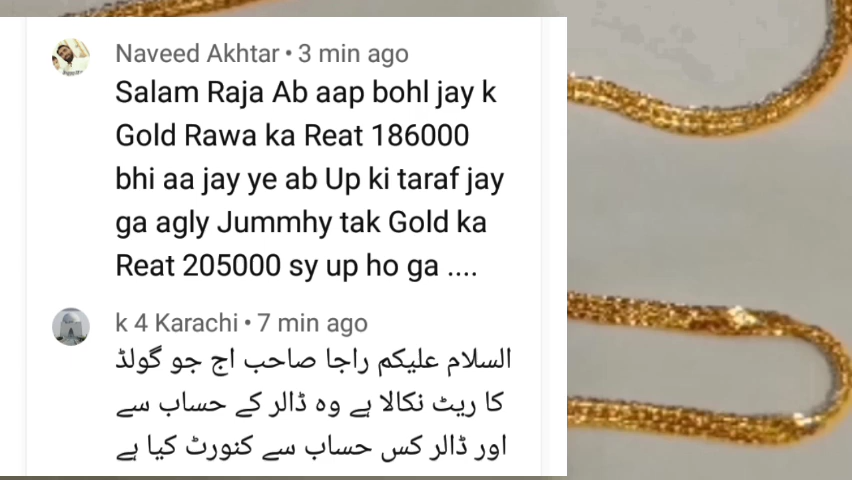 Naveed Akhtar • 3 min ago
Salam Raja Ab aap bohl jay k
Gold Rawa ka Reat 186000
bhi aa jay ye ab Up ki taraf jay
ga agly Jummhy tak Gold ka
Reat 205000 sy up ho ga ....
k 4 Karachi • 7 min ago
السلام علیکم راجا صاحب اج جو گولڈ
کا ریٹ نکالا ہے وہ ڈالر کے حساب سے
اور ڈالر کس حساب سے کنورٹ کیا ہے